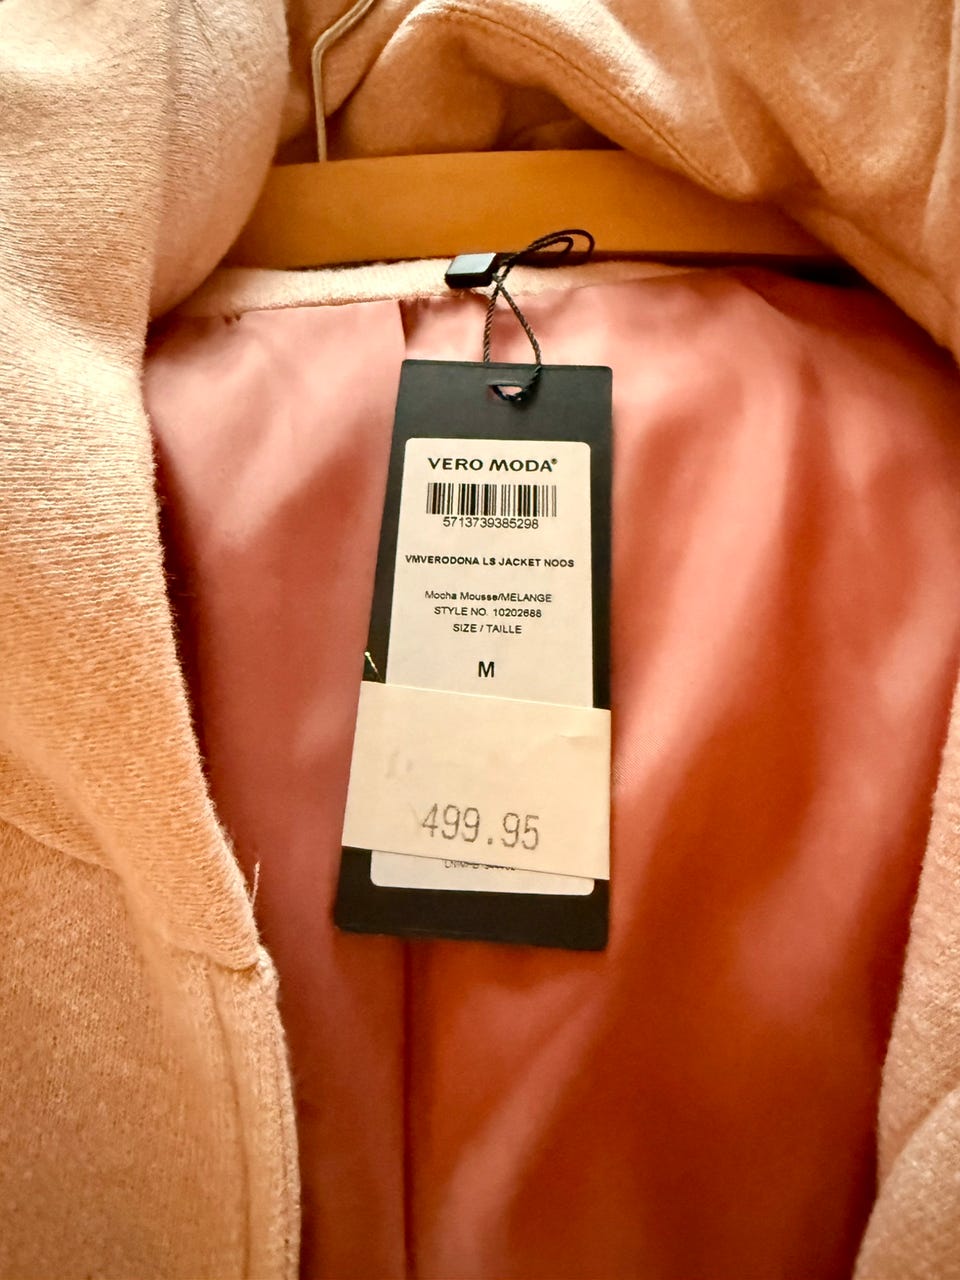 VERO MODA®
5713739385298
VMVERODONA LS JACKET NOOS
Mocha Mousse/MELANGE
STYLE NO. 10202688
SIZE / TAILLE
M
499.95